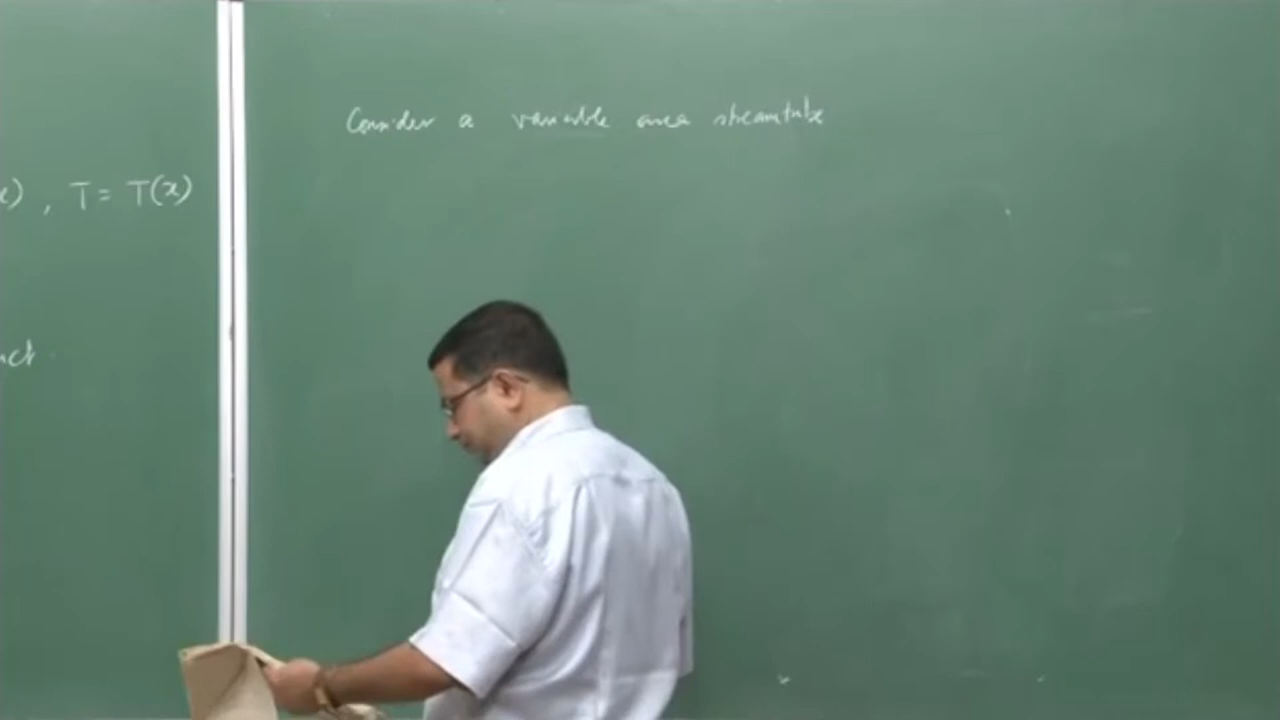 Consider a variable area streamtube
), T = T(x)